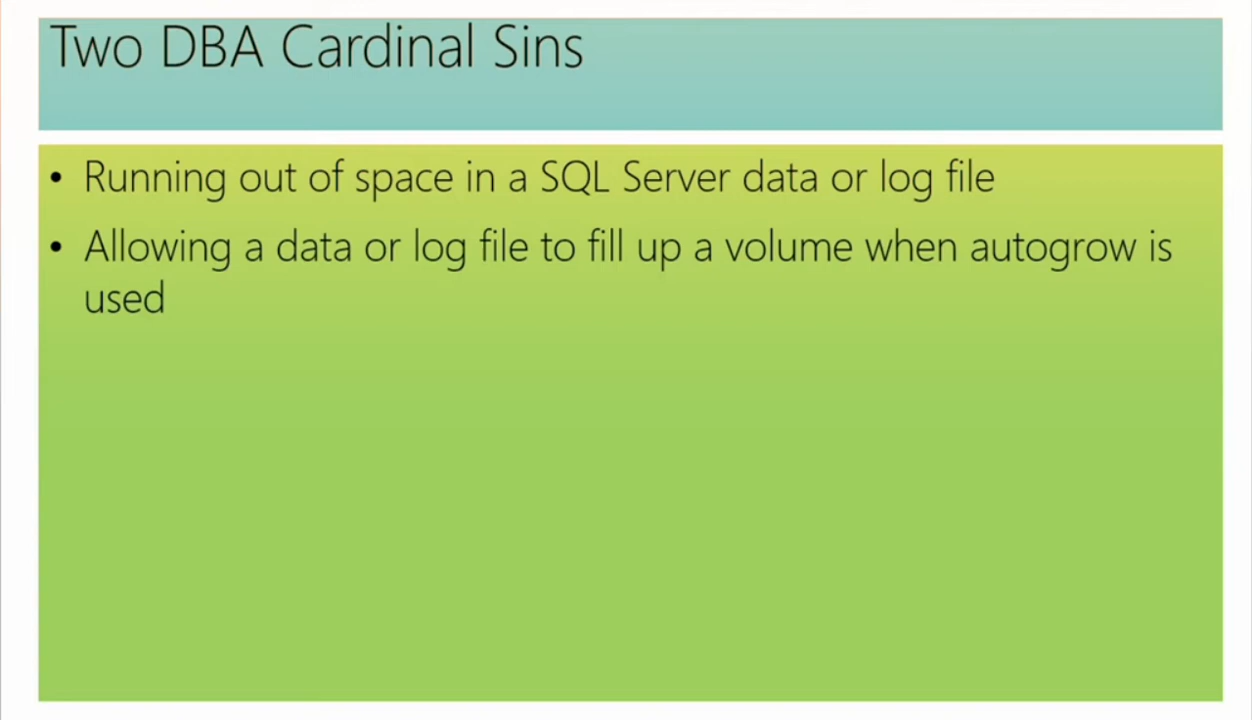 Two DBA Cardinal Sins
• Running out of space in a SQL Server data or log file
• Allowing a data or log file to fill up a volume when autogrow is
used